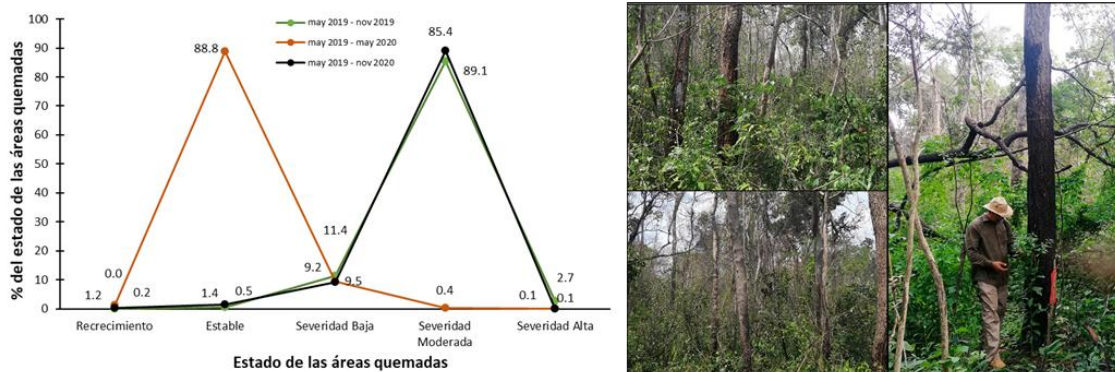 100
90
80
70
60
50
40
30
20
10
0
% del estado de las áreas quemadas
may 2019 - nov 2019
may 2019 - may 2020
may 2019 - nov 2020
88.8
85.4
89.1
11.4
9.2
9.5
0.0
1.2
0.2
1.4
0.5
0.4
2.7
0.1
0.1
Recrecimiento
Estable
Severidad Baja
Severidad
Moderada
Severidad Alta
Estado de las áreas quemadas